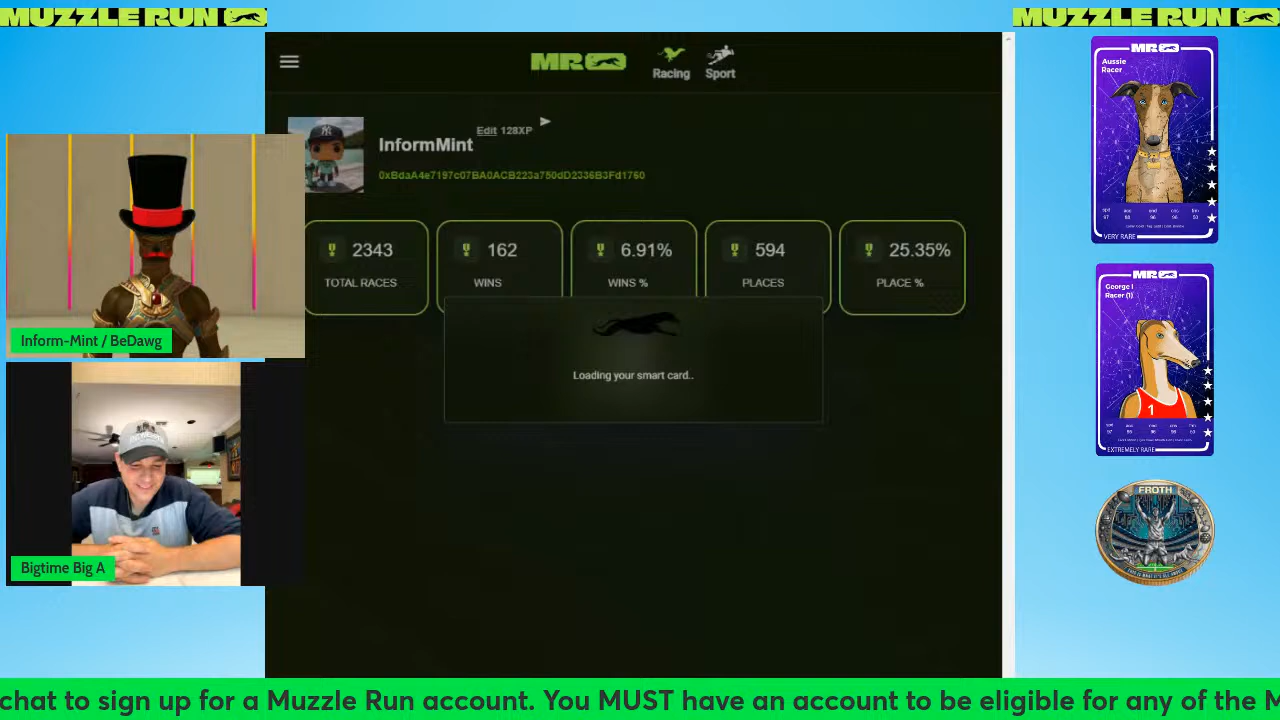 MUZZLE RUN
MUZZLE RUN
MR
Racing
Sport
InformMint
Edit 128XP
0xBdaA4e7197c07BA0ACB223a750dD2336B3Fd1760
2343
TOTAL RACES
162
WINS
6.91%
WINS %
594
PLACES
25.35%
PLACE %
Loading your smart card..
Inform-Mint / BeDawg
Bigtime Big A
MR
Aussie
Racer
VERY RARE
MR
George I
Racer (1)
1
EXTREMELY RARE
FROTH
chat to sign up for a Muzzle Run account. You MUST have an account to be eligible for any of the M